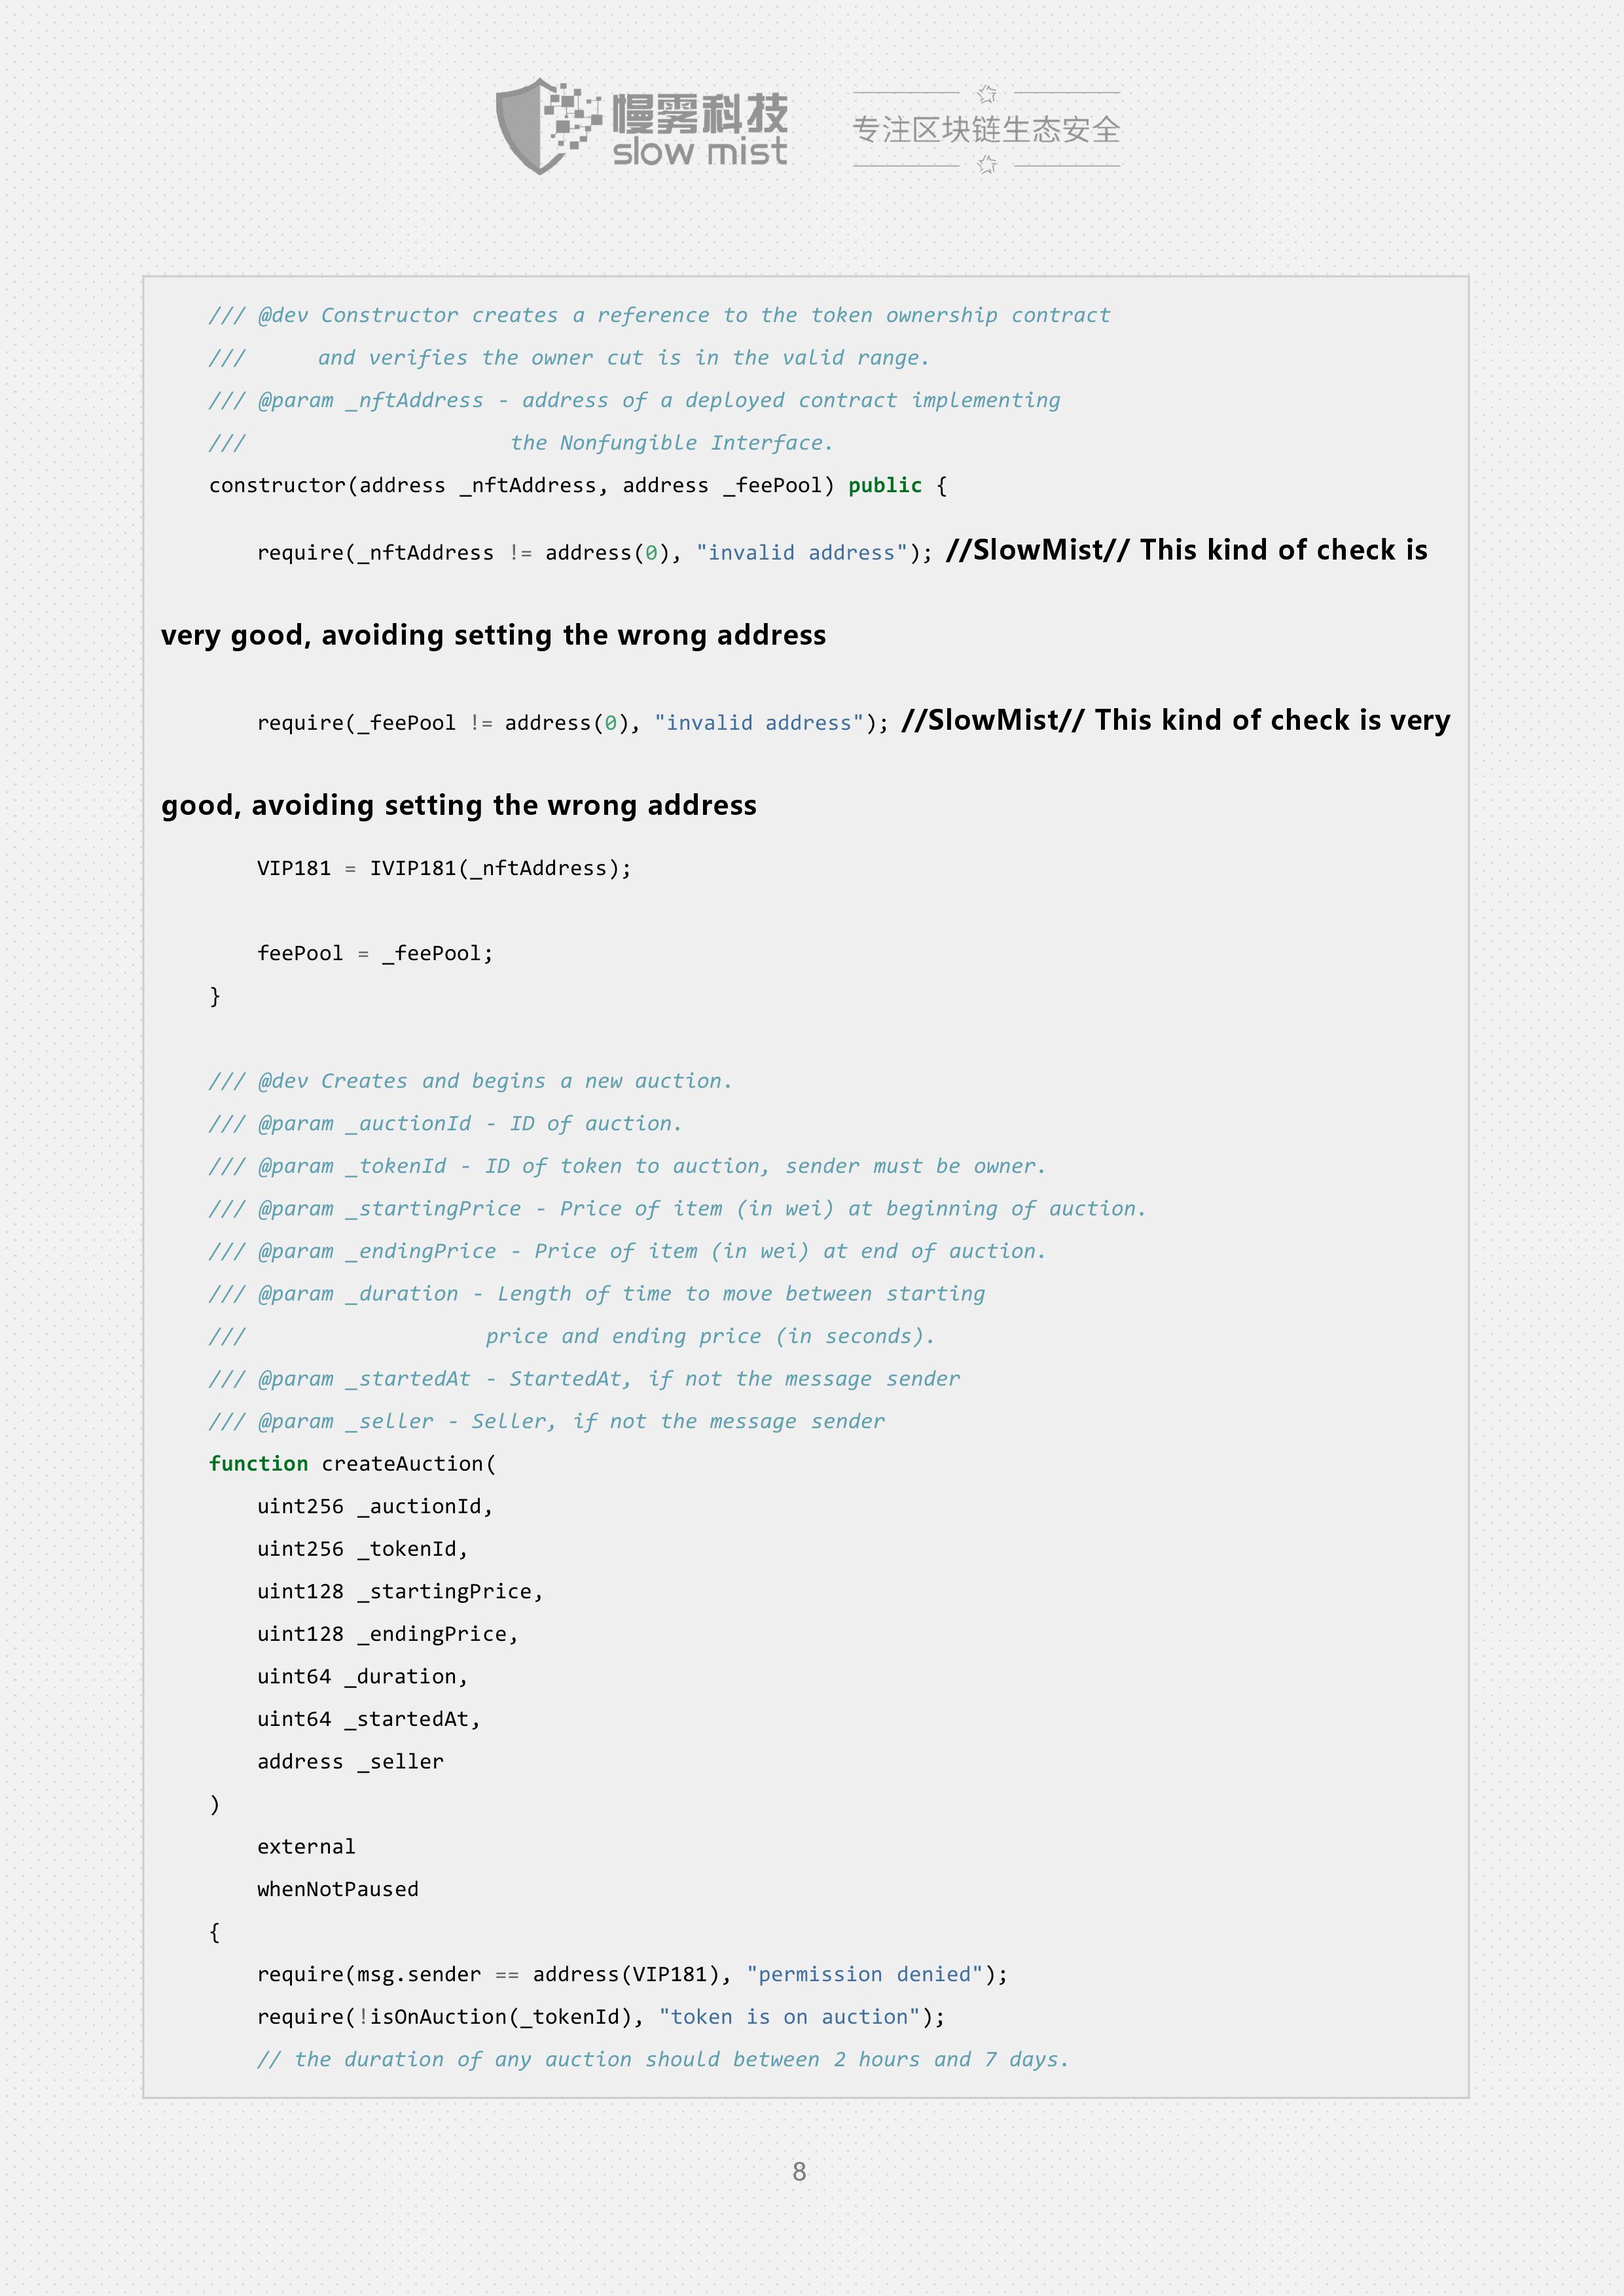 慢雾科技
slow mist
专注区块链生态安全
/// @dev Constructor creates a reference to the token ownership contract
///      and verifies the owner cut is in the valid range.
/// @param _nftAddress - address of a deployed contract implementing
///                     the Nonfungible Interface.
constructor(address _nftAddress, address _feePool) public {
require(_nftAddress != address(0), "invalid address"); //SlowMist// This kind of check is
very good, avoiding setting the wrong address
require(_feePool != address(0), "invalid address"); //SlowMist// This kind of check is very
good, avoiding setting the wrong address
VIP181 = IVIP181(_nftAddress);
feePool = _feePool;
}
/// @dev Creates and begins a new auction.
/// @param _auctionId - ID of auction.
/// @param _tokenId - ID of token to auction, sender must be owner.
/// @param _startingPrice - Price of item (in wei) at beginning of auction.
/// @param _endingPrice - Price of item (in wei) at end of auction.
/// @param _duration - Length of time to move between starting
///                   price and ending price (in seconds).
/// @param _startedAt - StartedAt, if not the message sender
/// @param _seller - Seller, if not the message sender
function createAuction(
uint256 _auctionId,
uint256 _tokenId,
uint128 _startingPrice,
uint128 _endingPrice,
uint64 _duration,
uint64 _startedAt,
address _seller
)
external
whenNotPaused
{
require(msg.sender == address(VIP181), "permission denied");
require(!isOnAuction(_tokenId), "token is on auction");
// the duration of any auction should between 2 hours and 7 days.
8